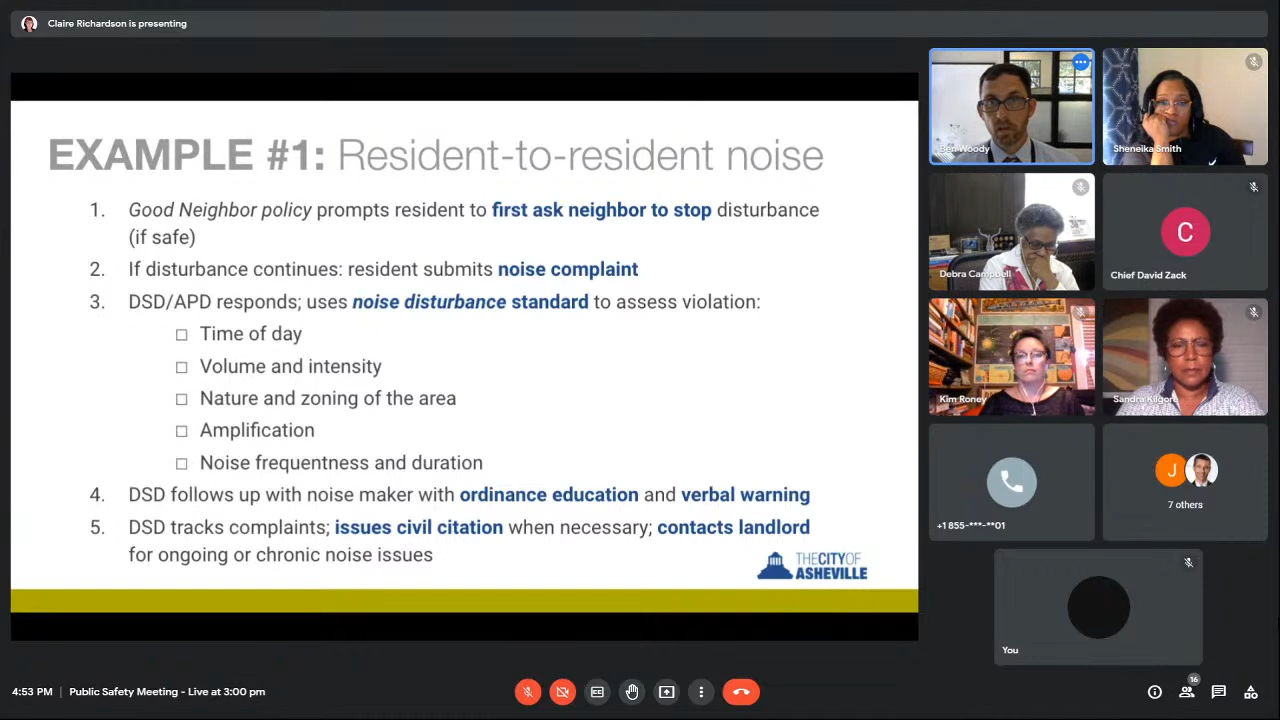 Claire Richardson is presenting
EXAMPLE #1: Resident-to-resident noise
1. Good Neighbor policy prompts resident to first ask neighbor to stop disturbance
(if safe)
2. If disturbance continues: resident submits noise complaint
3. DSD/APD responds; uses noise disturbance standard to assess violation:
Time of day
Volume and intensity
Nature and zoning of the area
Amplification
Noise frequentness and duration
4. DSD follows up with noise maker with ordinance education and verbal warning
5. DSD tracks complaints; issues civil citation when necessary; contacts landlord
for ongoing or chronic noise issues
THE CITY OF
ASHEVILLE
Ben Woody
Sheneika Smith
Debra Campbell
C
Chief David Zack
Kim Roney
Sandra Kilgore
+1 855-***-**01
J
7 others
You
4:53 PM | Public Safety Meeting - Live at 3:00 pm
CC
16